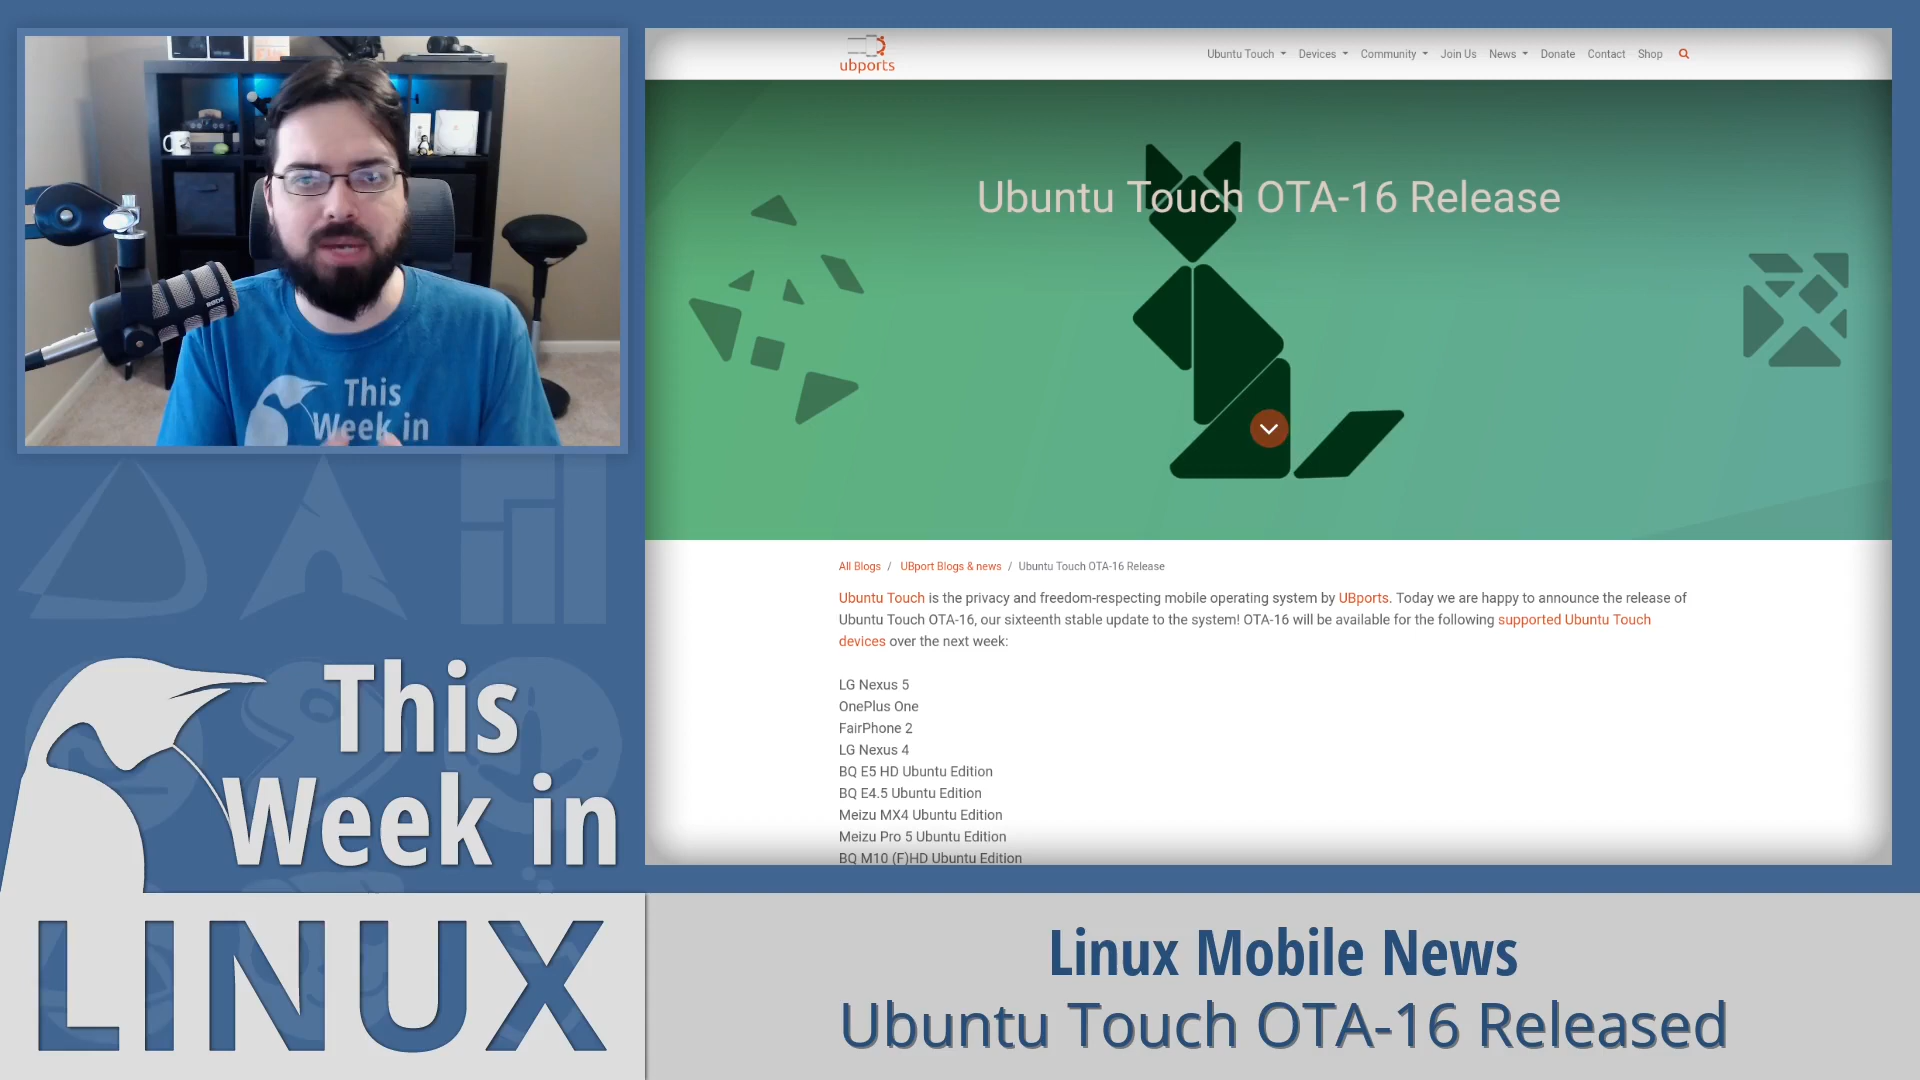 RØDE
This
Week in
ubports
Ubuntu Touch Devices Community Join Us News Donate Contact Shop
Ubuntu Touch OTA-16 Release
All Blogs / UBport Blogs & news / Ubuntu Touch OTA-16 Release
Ubuntu Touch is the privacy and freedom-respecting mobile operating system by UBports. Today we are happy to announce the release of
Ubuntu Touch OTA-16, our sixteenth stable update to the system! OTA-16 will be available for the following supported Ubuntu Touch
devices over the next week:
LG Nexus 5
OnePlus One
FairPhone 2
LG Nexus 4
BQ E5 HD Ubuntu Edition
BQ E4.5 Ubuntu Edition
Meizu MX4 Ubuntu Edition
Meizu Pro 5 Ubuntu Edition
BQ M10 (F)HD Ubuntu Edition
This
Week in
LINUX
Linux Mobile News
Ubuntu Touch OTA-16 Released